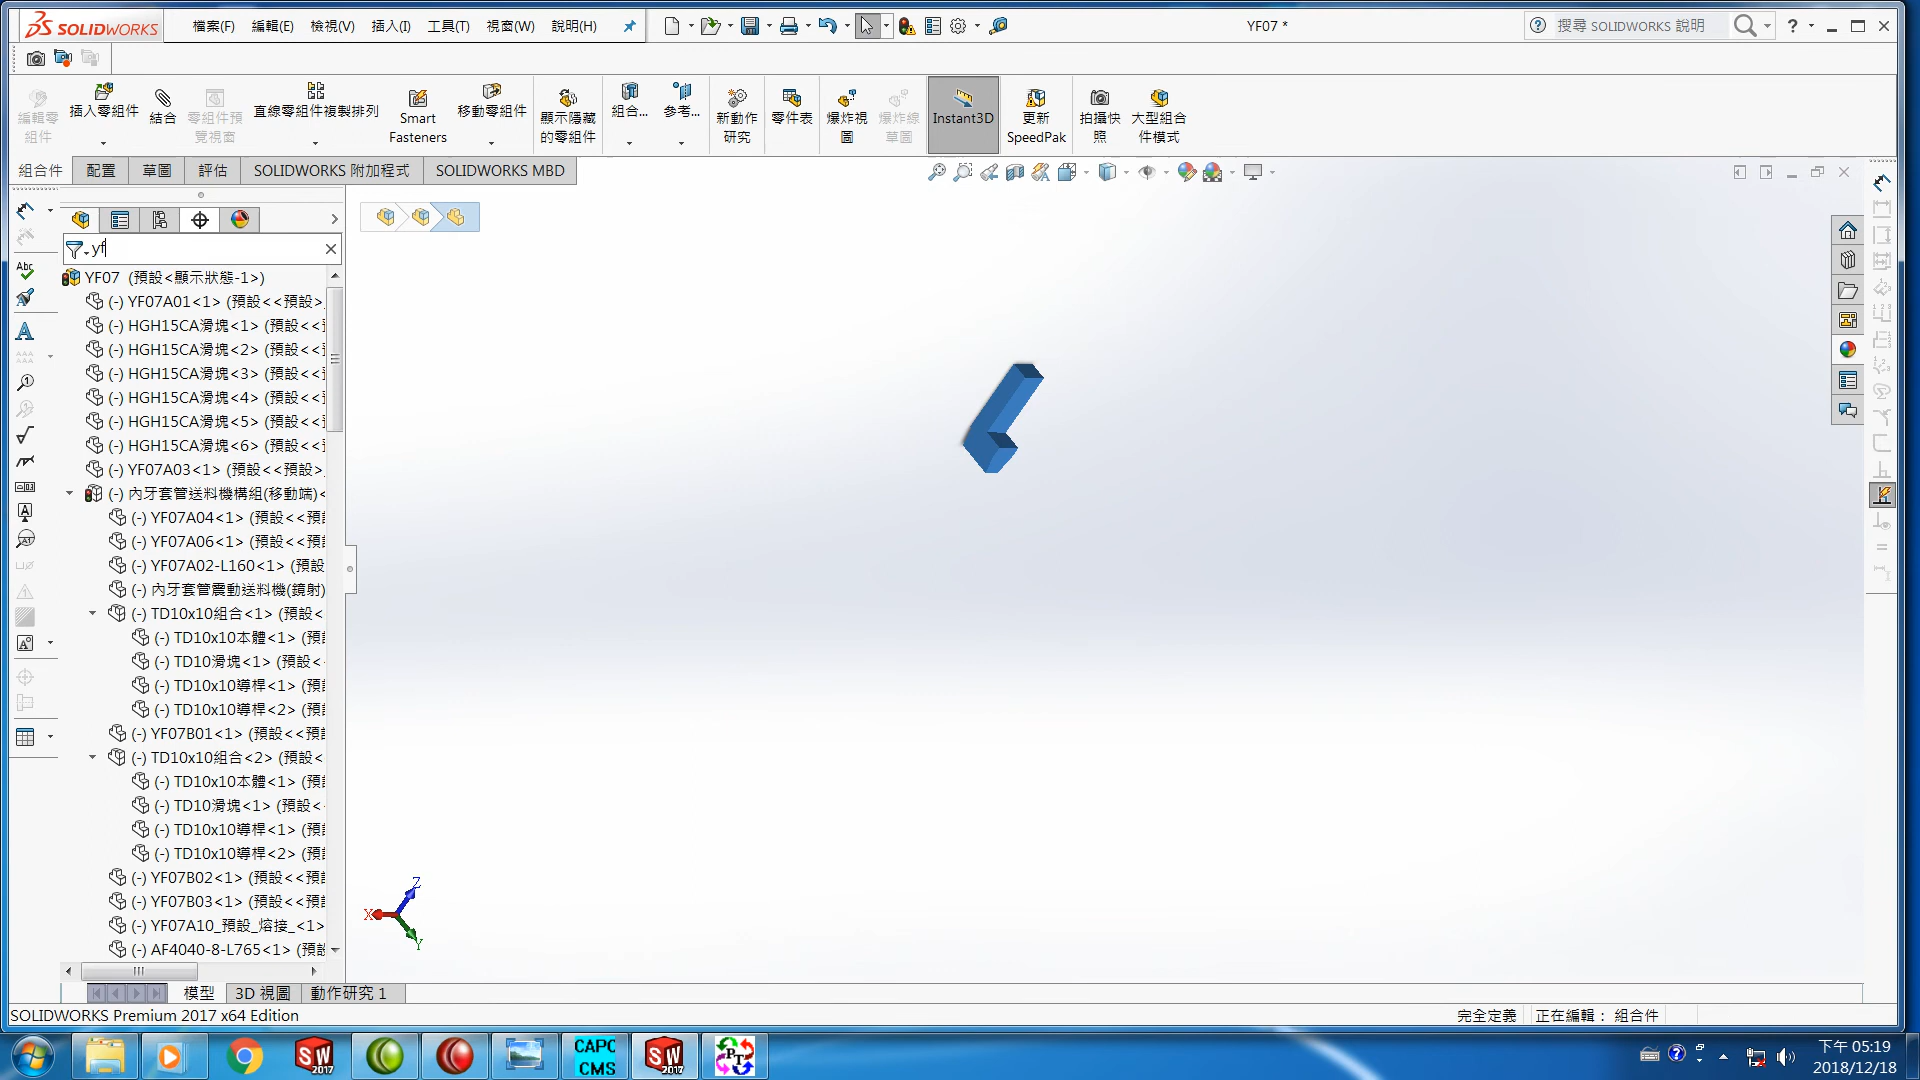 SOLIDWORKS
檔案(F) 編輯(E) 檢視(V) 插入(I) 工具(T) 視窗(W) 說明(H)
YF07 *
搜尋 SOLIDWORKS 說明
編輯零組件
插入零組件
結合
零組件預覽視窗
直線零組件複製排列
Smart Fasteners
移動零組件
顯示隱藏的零組件
組合...
參考...
新動作研究
零件表
爆炸視圖
爆炸線草圖
Instant3D
更新 SpeedPak
拍攝快照
大型組合件模式
組合件 配置 草圖 評估 SOLIDWORKS 附加程式 SOLIDWORKS MBD
yf
YF07 (預設<顯示狀態-1>)
(-) YF07A01<1> (預設<<預設>
(-) HGH15CA滑塊<1> (預設<<
(-) HGH15CA滑塊<2> (預設<<
(-) HGH15CA滑塊<3> (預設<<
(-) HGH15CA滑塊<4> (預設<<
(-) HGH15CA滑塊<5> (預設<<
(-) HGH15CA滑塊<6> (預設<<
(-) YF07A03<1> (預設<<預設>
(-) 內牙套管送料機構組(移動端)<
(-) YF07A04<1> (預設<<預
(-) YF07A06<1> (預設<<預
(-) YF07A02-L160<1> (預設
(-) 內牙套管震動送料機(鏡射)
(-) TD10x10組合<1> (預設<
(-) TD10x10本體<1> (預
(-) TD10滑塊<1> (預設<
(-) TD10x10導桿<1> (預
(-) TD10x10導桿<2> (預
(-) YF07B01<1> (預設<<預
(-) TD10x10組合<2> (預設<
(-) TD10x10本體<1> (預
(-) TD10滑塊<1> (預設<
(-) TD10x10導桿<1> (預
(-) TD10x10導桿<2> (預
(-) YF07B02<1> (預設<<預
(-) YF07B03<1> (預設<<預
(-) YF07A10_預設_熔接_<1>
(-) AF4040-8-L765<1> (預
Z
X
Y
模型 3D 視圖 動作研究 1
SOLIDWORKS Premium 2017 x64 Edition
完全定義 正在編輯： 組合件
SW 2017
CAPC CMS
SW 2017
PT
下午 05:19
2018/12/18